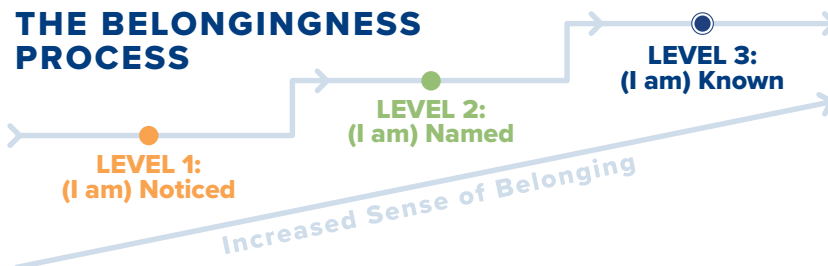 THE BELONGINGNESS
PROCESS
LEVEL 1:
(I am) Noticed
LEVEL 2:
(I am) Named
LEVEL 3:
(I am) Known
Increased Sense of Belonging